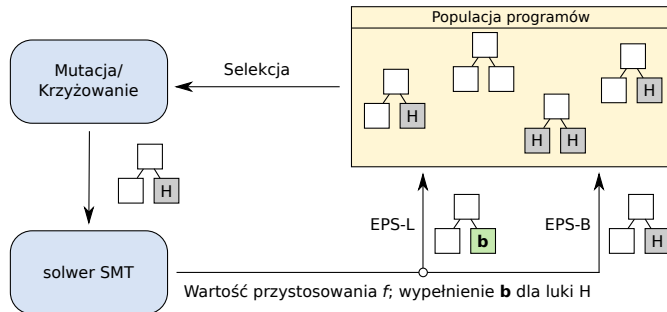 Populacja programów
Mutacja/
Krzyżowanie
Selekcja
H
H
H
H
H
EPS-L
b
EPS-B
H
solwer SMT
Wartość przystosowania f; wypełnienie b dla luki H